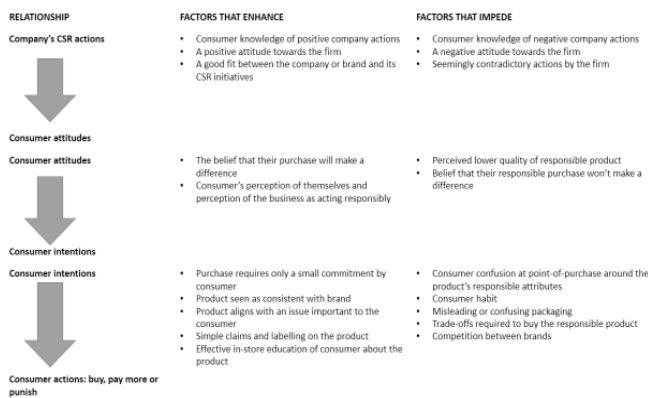 RELATIONSHIP
FACTORS THAT ENHANCE
FACTORS THAT IMPEDE
Company's CSR actions
• Consumer knowledge of positive company actions
• A positive attitude towards the firm
• A good fit between the company or brand and its
CSR initiatives
• Consumer knowledge of negative company actions
• A negative attitude towards the firm
• Seemingly contradictory actions by the firm
Consumer attitudes
Consumer attitudes
• The belief that their purchase will make a
difference
• Consumer's perception of themselves and
perception of the business as acting responsibly
• Perceived lower quality of responsible product
• Belief that their responsible purchase won't make a
difference
Consumer intentions
Consumer intentions
• Purchase requires only a small commitment by
consumer
• Product seen as consistent with brand
• Product aligns with an issue important to the
consumer
• Simple claims and labelling on the product
• Effective in-store education of consumer about the
product
• Consumer confusion at point-of-purchase around the
product's responsible attributes
• Consumer habit
• Misleading or confusing packaging
• Trade-offs required to buy the responsible product
• Competition between brands
Consumer actions: buy, pay more or
punish